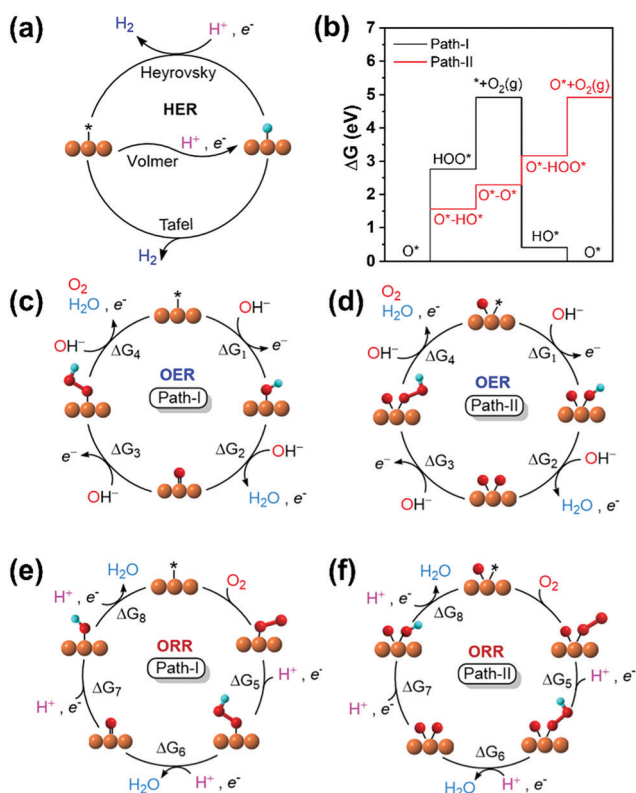 (a)
H₂
H⁺ , e⁻
Heyrovsky
HER
*
H⁺, e⁻
Volmer
Tafel
H₂
(b)
ΔG (eV)
7
6
5
4
3
2
1
0
Path-I
Path-II
*+O₂(g)
O*+O₂(g)
HOO*
O*-HOO*
O*-O*
O*-HO*
HO*
O*
O*
(c)
O₂
H₂O , e⁻
*
OH⁻
OH⁻
ΔG₄
ΔG₁
e⁻
OER
Path-I
ΔG₃
ΔG₂
e⁻
OH⁻
OH⁻
H₂O , e⁻
(d)
O₂
H₂O , e⁻
*
OH⁻
OH⁻
ΔG₄
ΔG₁
e⁻
OER
Path-II
ΔG₃
ΔG₂
e⁻
OH⁻
OH⁻
H₂O , e⁻
(e)
H₂O
*
O₂
H⁺ , e⁻
ΔG₈
ORR
Path-I
ΔG₇
ΔG₅
H⁺ , e⁻
H⁺ , e⁻
ΔG₆
H₂O
H⁺ , e⁻
(f)
H₂O
*
O₂
H⁺ , e⁻
ΔG₈
ORR
Path-II
ΔG₇
ΔG₅
H⁺ , e⁻
H⁺ , e⁻
ΔG₆
H₂O
H⁺ , e⁻